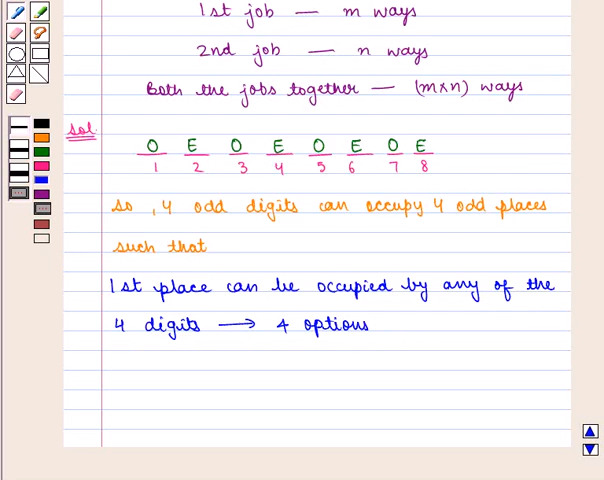 1st job — m ways
2nd job — n ways
Both the jobs together — (m×n) ways
Sol
O E O E O E O E
1 2 3 4 5 6 7 8
So, 4 odd digits can occupy 4 odd places
such that
1st place can be occupied by any of the
4 digits → 4 options